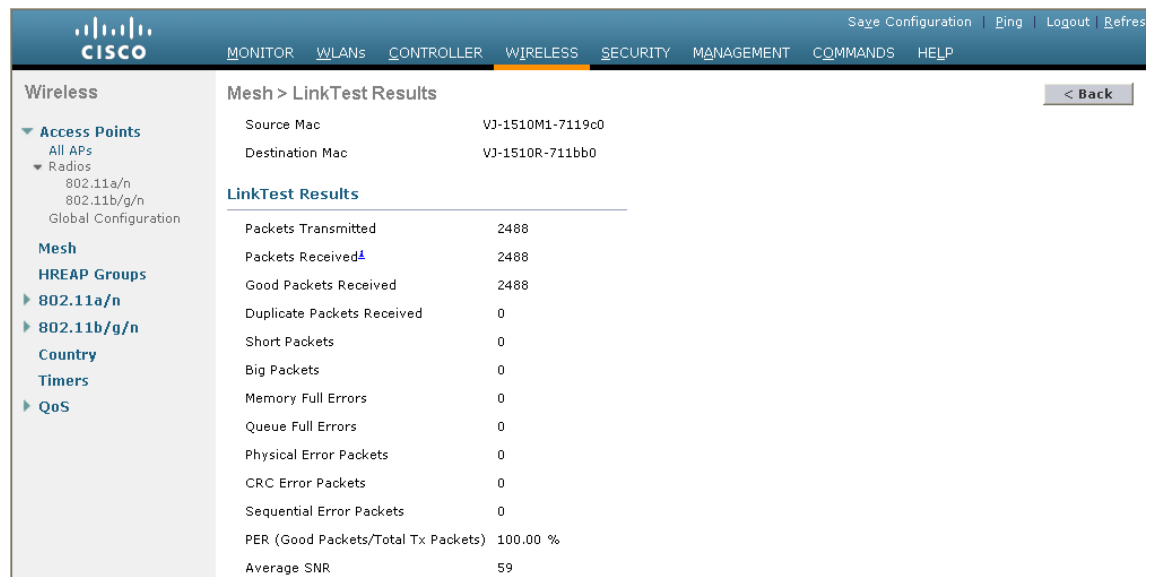 Save Configuration | Ping | Logout | Refres
CISCO
MONITOR WLANs CONTROLLER WIRELESS SECURITY MANAGEMENT COMMANDS HELP
Wireless
Access Points
All APs
Radios
802.11a/n
802.11b/g/n
Global Configuration
Mesh
HREAP Groups
802.11a/n
802.11b/g/n
Country
Timers
QoS
Mesh > LinkTest Results
< Back
Source Mac VJ-1510M1-7119c0
Destination Mac VJ-1510R-711bb0
LinkTest Results
Packets Transmitted 2488
Packets Received i 2488
Good Packets Received 2488
Duplicate Packets Received 0
Short Packets 0
Big Packets 0
Memory Full Errors 0
Queue Full Errors 0
Physical Error Packets 0
CRC Error Packets 0
Sequential Error Packets 0
PER (Good Packets/Total Tx Packets) 100.00 %
Average SNR 59